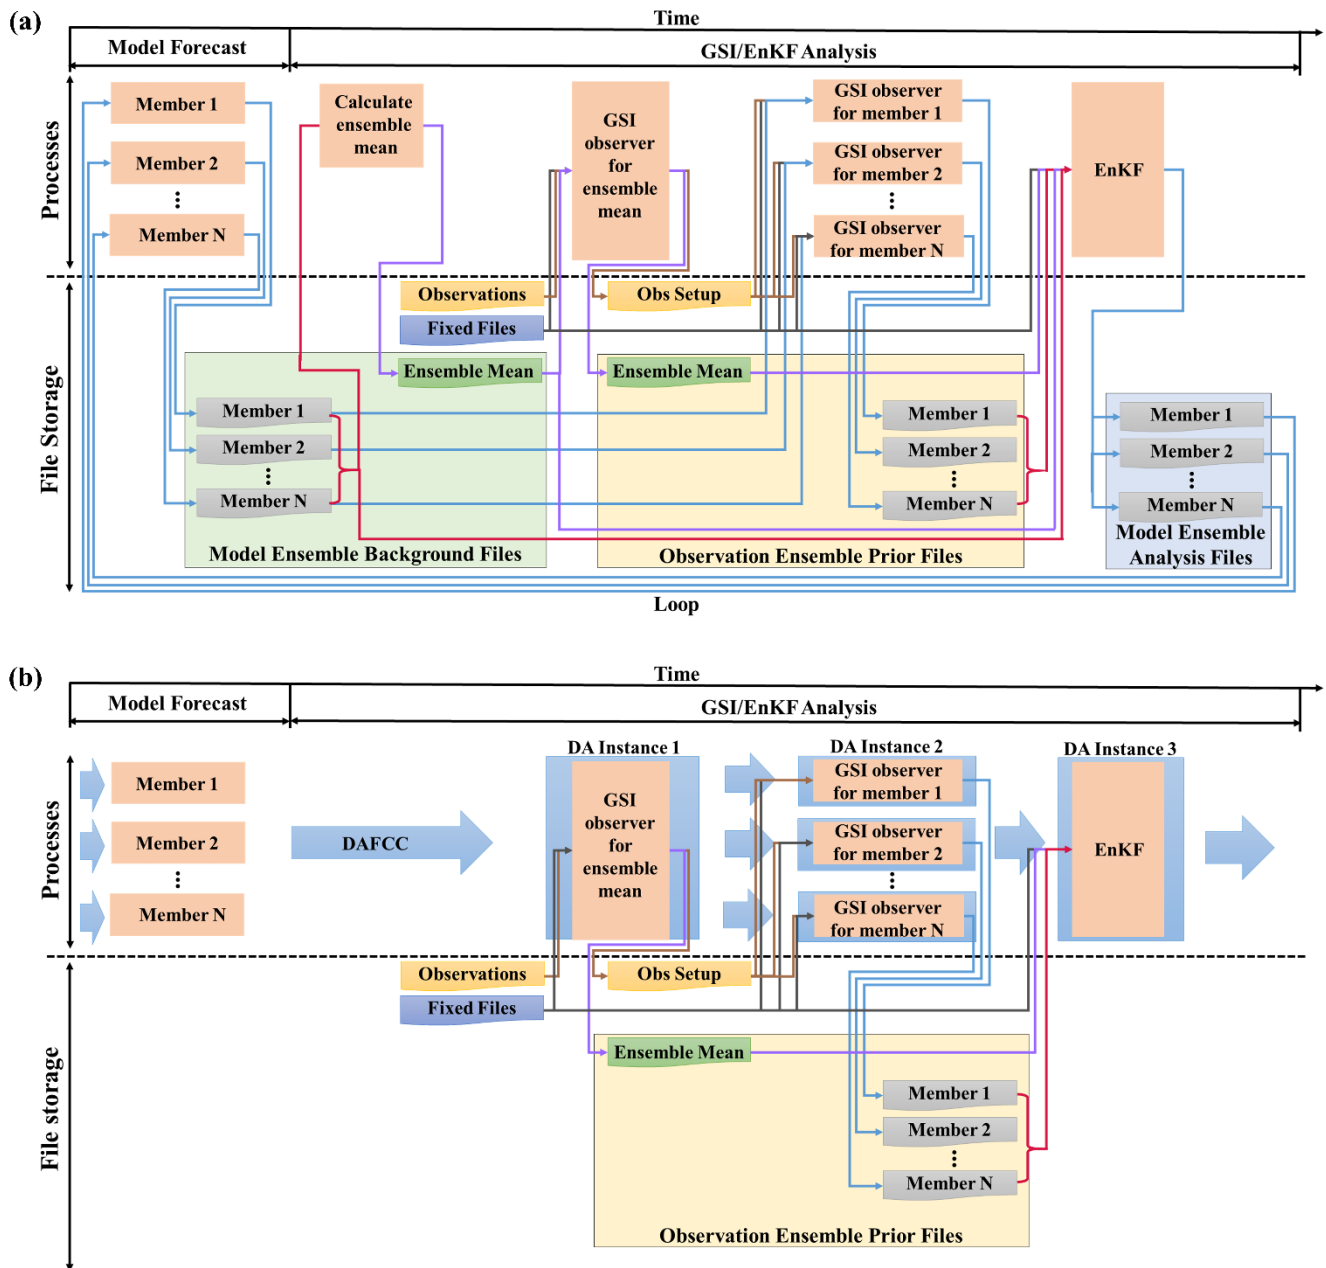 (a)
Time
Model Forecast
GSI/EnKF Analysis
Processes
Member 1
Member 2
Member N
Calculate
ensemble
mean
GSI
observer
for
ensemble
mean
GSI observer
for member 1
GSI observer
for member 2
GSI observer
for member N
EnKF
File Storage
Observations
Fixed Files
Obs Setup
Ensemble Mean
Member 1
Member 2
Member N
Model Ensemble Background Files
Ensemble Mean
Member 1
Member 2
Member N
Observation Ensemble Prior Files
Member 1
Member 2
Member N
Model Ensemble
Analysis Files
Loop
(b)
Time
Model Forecast
GSI/EnKF Analysis
Processes
Member 1
Member 2
Member N
DAFCC
DA Instance 1
GSI
observer
for
ensemble
mean
DA Instance 2
GSI observer
for member 1
GSI observer
for member 2
GSI observer
for member N
DA Instance 3
EnKF
File storage
Observations
Fixed Files
Obs Setup
Ensemble Mean
Member 1
Member 2
Member N
Observation Ensemble Prior Files